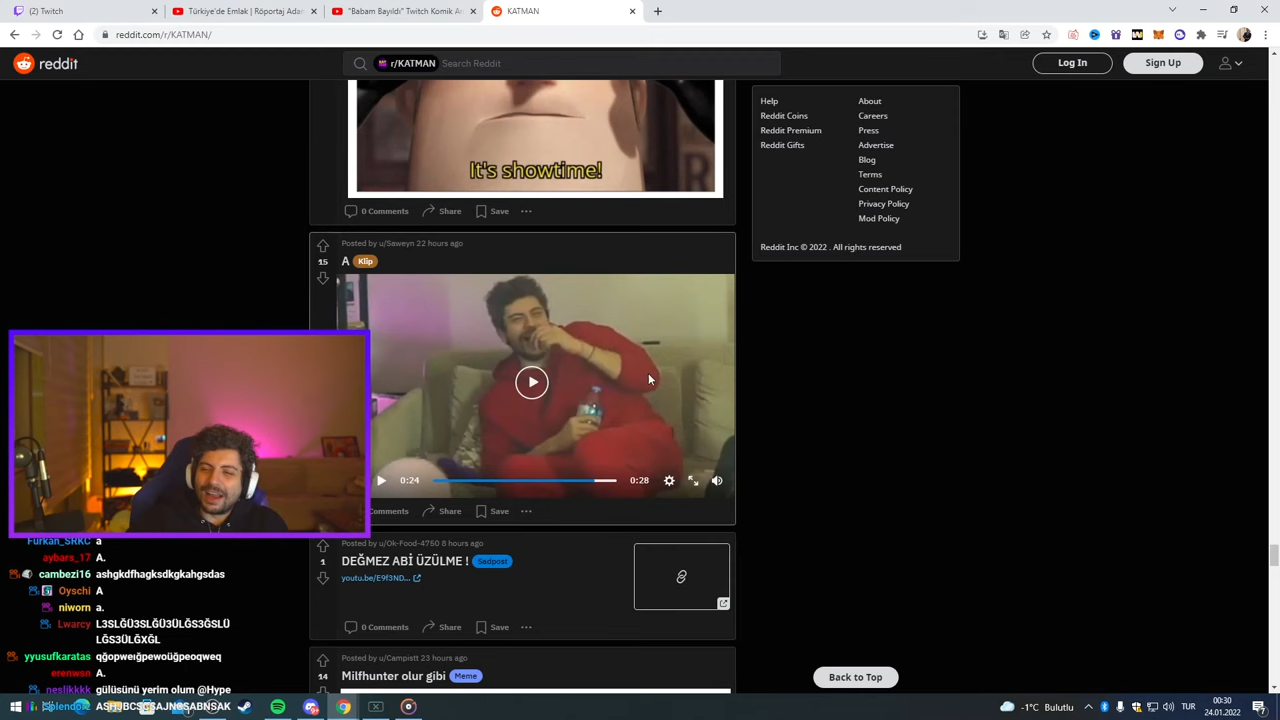 Twitch
Türkiye'de Emlak | Röportaj Adan
"Babam Bayıldı" Twitch Komik An
KATMAN
reddit.com/r/KATMAN/
reddit
r/KATMAN
Search Reddit
Log In
Sign Up
It's showtime!
0 Comments
Share
Save
Help
About
Reddit Coins
Careers
Reddit Premium
Press
Reddit Gifts
Advertise
Blog
Terms
Content Policy
Privacy Policy
Mod Policy
Reddit Inc © 2022 . All rights reserved
Posted by u/Saweyn 22 hours ago
15
A Klip
0:24
0:28
Comments
Share
Save
Posted by u/Ok-Food-4750 8 hours ago
1
DEĞMEZ ABİ ÜZÜLME ! Sadpost
youtu.be/E9f3ND...
0 Comments
Share
Save
Posted by u/Campistt 23 hours ago
14
Milfhunter olur gibi Meme
Back to Top
Furkan_SRKC a
aybars_17 A.
cambezi16 ashgkdfhagksdkgkahgsdas
Oyschi A
niworn a.
Lwarcy L3SLĞÜ3SLĞÜ3ÜLĞS3ĞSLÜ
LĞS3ÜLĞXĞL
yyusufkaratas qğopweığpewoüğpeoqweq
erenwsn A.
neslikkkk gülüsünü yerim olum @Hype
-1°C Bulutlu
TUR
00:30
24.01.2022